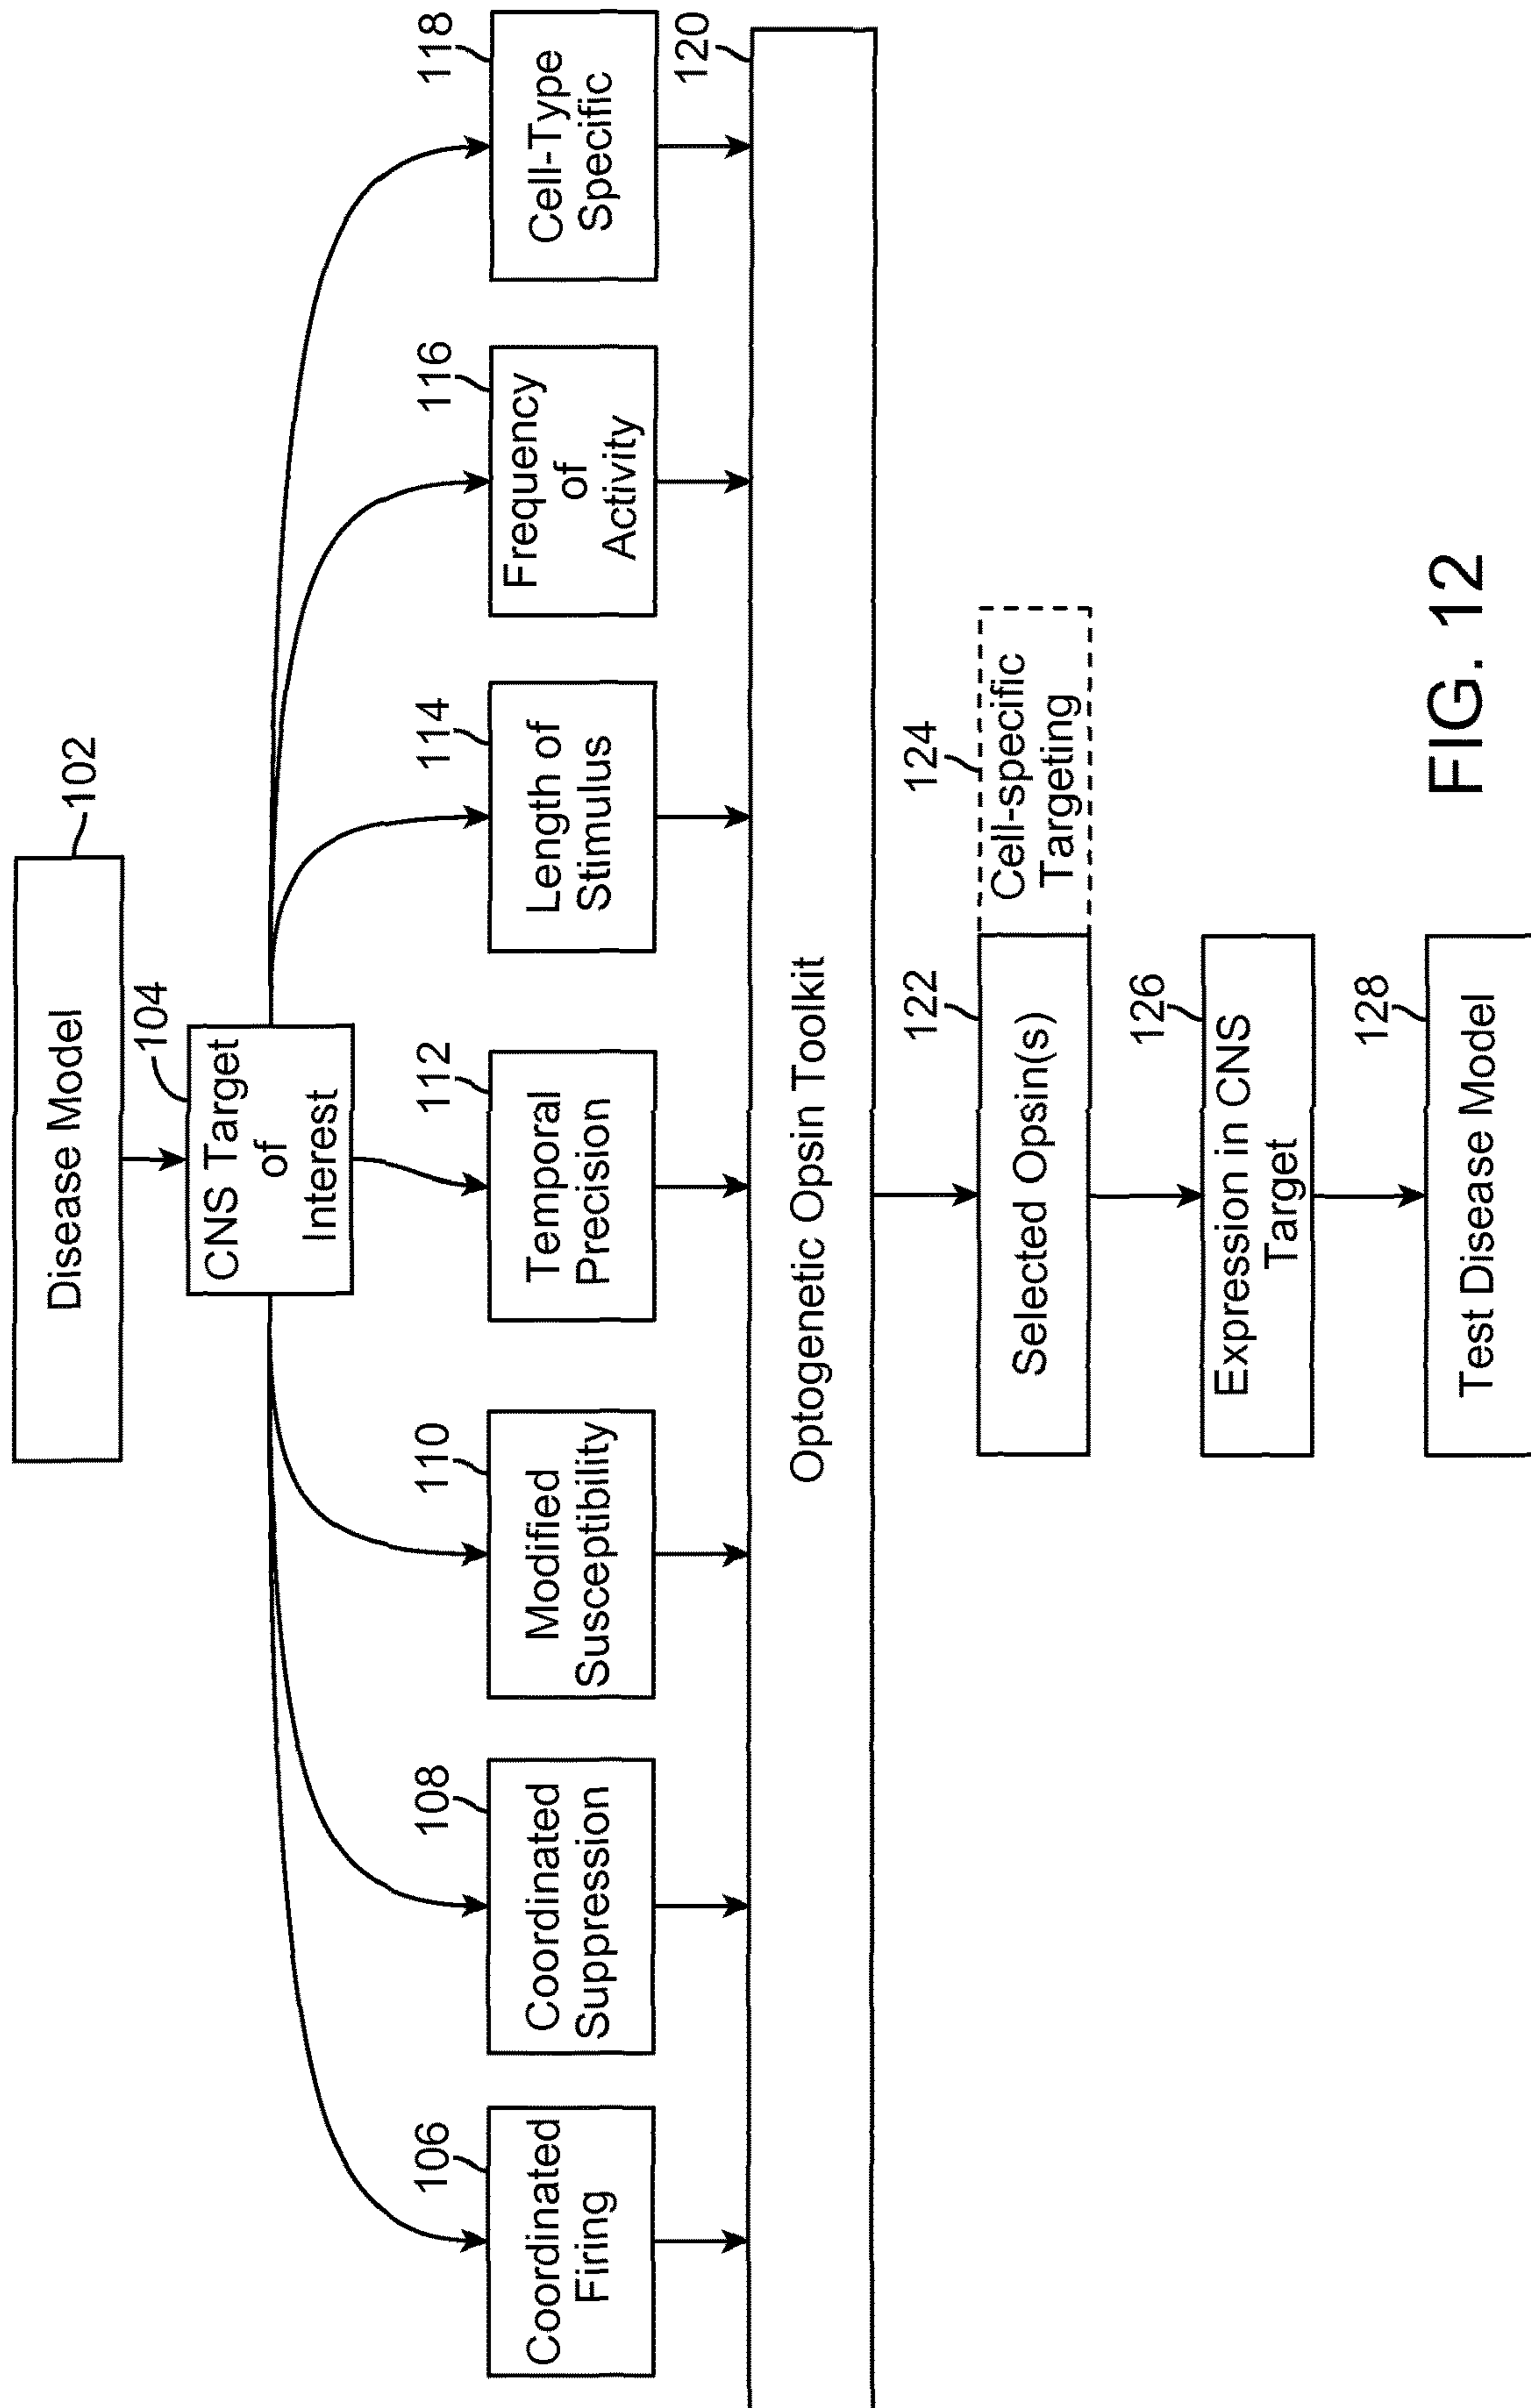 Disease Model
102
104
CNS Target
of
Interest
106
Coordinated
Firing
108
Coordinated
Suppression
110
Modified
Susceptibility
112
Temporal
Precision
114
Length of
Stimulus
116
Frequency
of
Activity
118
Cell-Type
Specific
120
Optogenetic Opsin Toolkit
122
Selected Opsin(s)
124
Cell-specific
Targeting
126
Expression in CNS
Target
128
Test Disease Model
FIG. 12